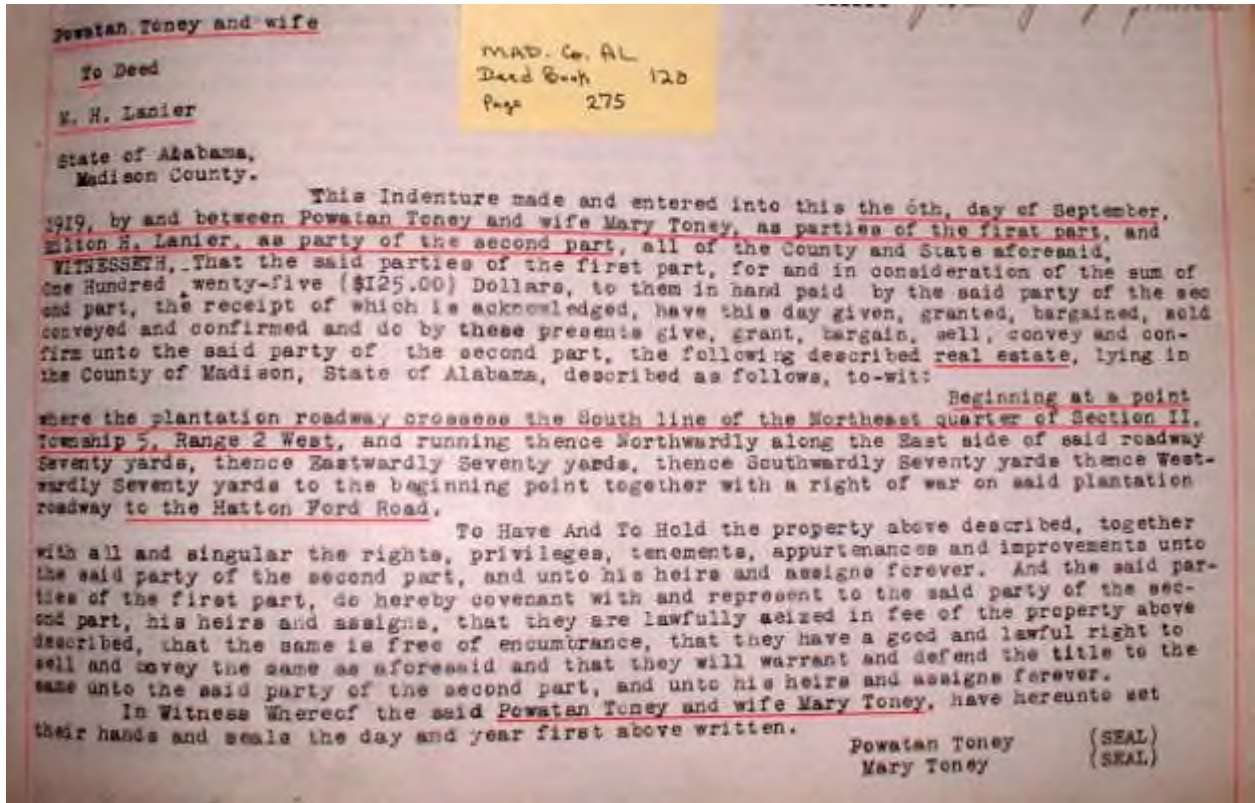 Powatan Toney and wife
To Deed
M. H. Lanier
MAD. Co. AL
Deed Book 120
Page 275
State of Alabama,
Madison County.
This Indenture made and entered into this the 6th, day of September,
1919, by and between Powatan Toney and wife Mary Toney, as parties of the first part, and
Milton H. Lanier, as party of the second part, all of the County and State aforesaid,
WITNESSETH, That the said parties of the first part, for and in consideration of the sum of
One Hundred wenty-five ($I25.00) Dollars, to them in hand paid by the said party of the sec
ond part, the receipt of which is acknowledged, have this day given, granted, bargained, sold
conveyed and confirmed and do by these presents give, grant, bargain, sell, convey and con-
firm unto the said party of the second part, the following described real estate, lying in
the County of Madison, State of Alabama, described as follows, to-wit:
Beginning at a point
where the plantation roadway crosses the South line of the Northeast quarter of Section II,
Township 5, Range 2 West, and running thence Northwardly along the East side of said roadway
Seventy yards, thence Eastwardly Seventy yards, thence Southwardly Seventy yards thence West-
wardly Seventy yards to the beginning point together with a right of war on said plantation
roadway to the Hatton Ford Road.
To Have And To Hold the property above described, together
with all and singular the rights, privileges, tenements, appurtenances and improvements unto
the said party of the second part, and unto his heirs and assigns forever. And the said par-
ties of the first part, do hereby covenant with and represent to the said party of the sec-
ond part, his heirs and assigns, that they are lawfully aeized in fee of the property above
described, that the same is free of encumbrance, that they have a good and lawful right to
sell and covey the same as aforesaid and that they will warrant and defend the title to the
same unto the said party of the second part, and unto his heirs and assigns forever.
In Witness Whereof the said Powatan Toney and wife Mary Toney, have hereunto set
their hands and seals the day and year first above written.
Powatan Toney (SEAL)
Mary Toney (SEAL)